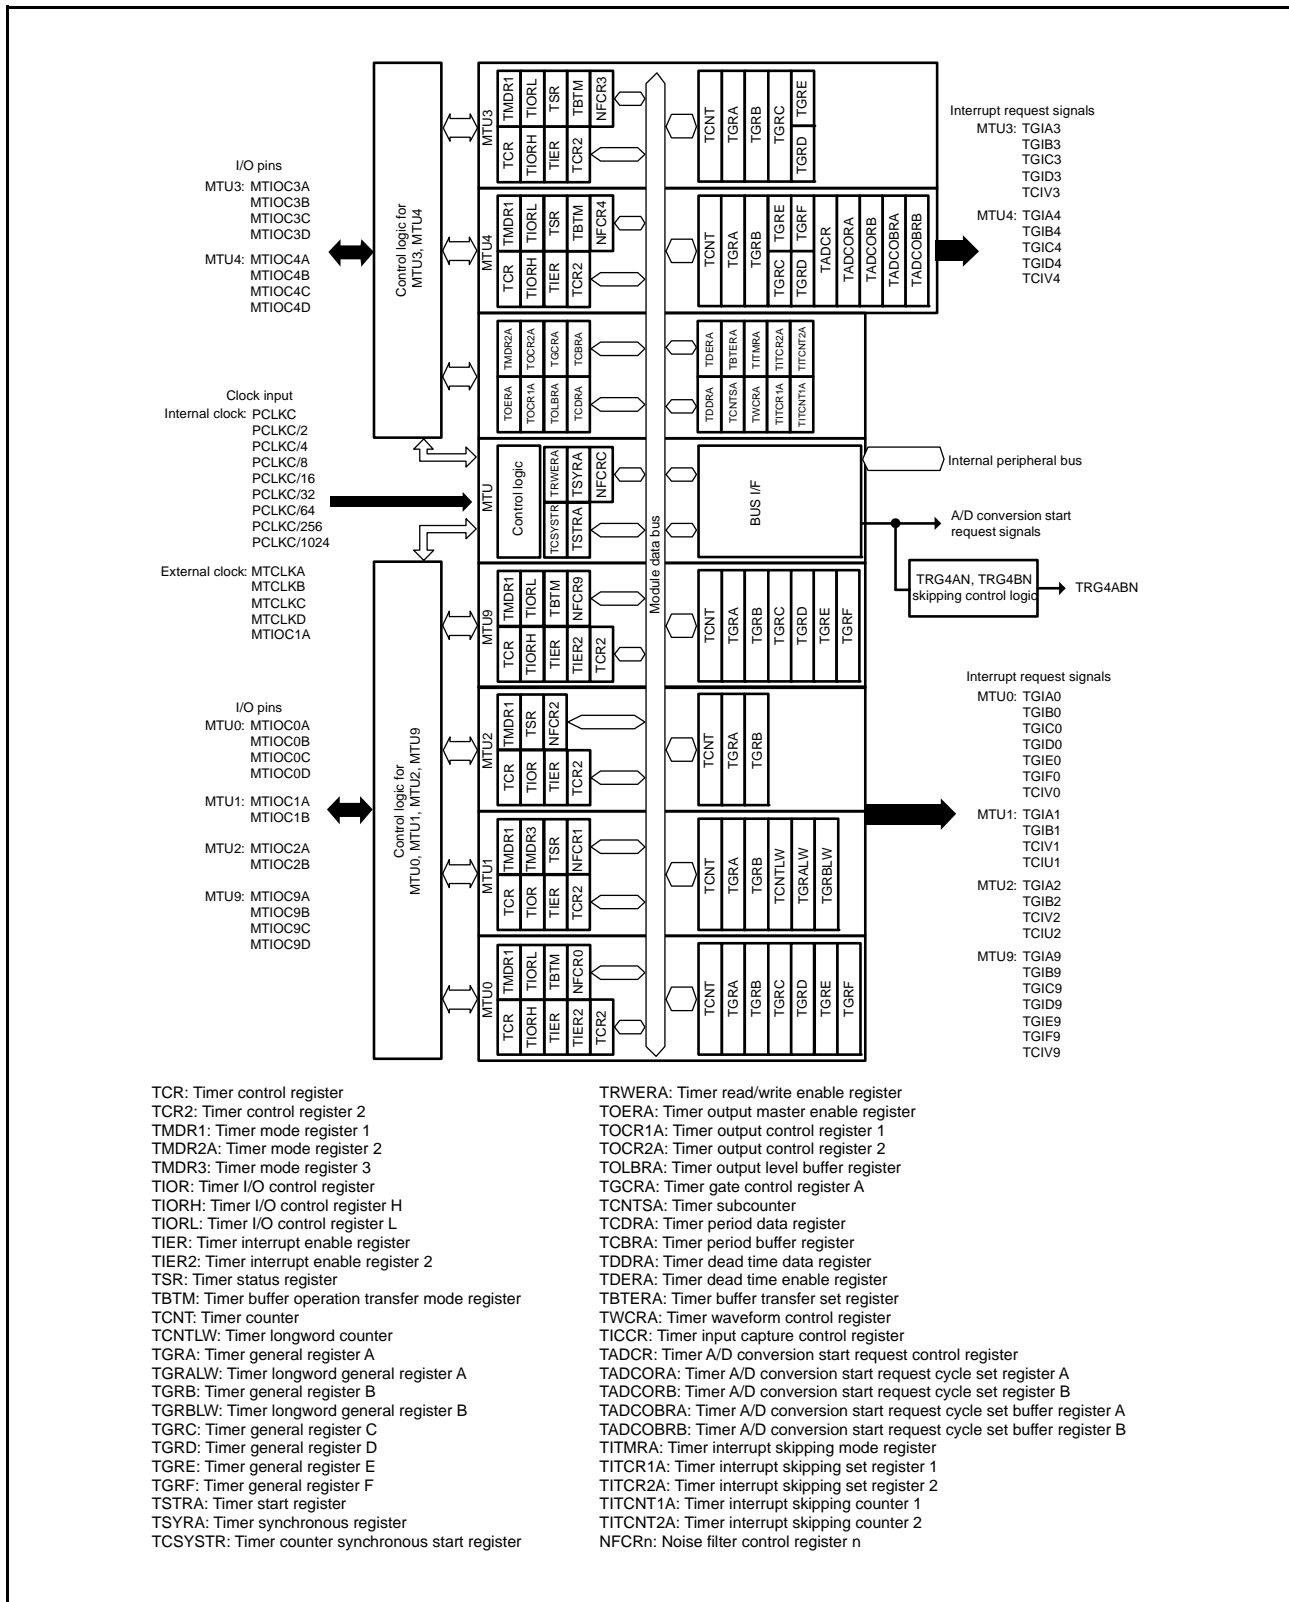 I/O pins
MTU3: MTIOC3A
MTIOC3B
MTIOC3C
MTIOC3D
MTU4: MTIOC4A
MTIOC4B
MTIOC4C
MTIOC4D
Clock input
Internal clock: PCLKC
PCLKC/2
PCLKC/4
PCLKC/8
PCLKC/16
PCLKC/32
PCLKC/64
PCLKC/256
PCLKC/1024
External clock: MTCLKA
MTCLKB
MTCLKC
MTCLKD
MTIOC1A
I/O pins
MTU0: MTIOC0A
MTIOC0B
MTIOC0C
MTIOC0D
MTU1: MTIOC1A
MTIOC1B
MTU2: MTIOC2A
MTIOC2B
MTU9: MTIOC9A
MTIOC9B
MTIOC9C
MTIOC9D
Control logic for
MTU3, MTU4
Control logic for
MTU0, MTU1, MTU2, MTU9
MTU3
TMDR1
TIORL
TSR
TBTM
NFCR3
TCR
TIORH
TIER
TCR2
TCNT
TGRA
TGRB
TGRC
TGRE
TGRD
MTU4
TMDR1
TIORL
TSR
TBTM
NFCR4
TCR
TIORH
TIER
TCR2
TCNT
TGRA
TGRB
TGRE
TGRF
TGRC
TGRD
TADCR
TADCORA
TADCORB
TADCOBRA
TADCOBRB
TMDR2A
TOCR2A
TGCRA
TCBRA
TOERA
TOCR1A
TOLBRA
TCDRA
TDERA
TBTERA
TITMRA
TITCR2A
TITCNT2A
TDDRA
TCNTSA
TWCRA
TITCR1A
TITCNT1A
MTU
Control logic
TRWERA
TSYRA
NFCRC
TCSYSTR
TSTRA
BUS I/F
Module data bus
MTU9
TMDR1
TIORL
TBTM
NFCR9
TCR
TIORH
TIER
TIER2
TCR2
TCNT
TGRA
TGRB
TGRC
TGRD
TGRE
TGRF
MTU2
TMDR1
TSR
NFCR2
TCR
TIOR
TIER
TCR2
TCNT
TGRA
TGRB
MTU1
TMDR1
TMDR3
TSR
NFCR1
TCR
TIOR
TIER
TCR2
TCNT
TGRA
TGRB
TCNTLW
TGRALW
TGRBLW
MTU0
TMDR1
TIORL
TBTM
NFCR0
TCR
TIORH
TIER
TIER2
TCR2
TCNT
TGRA
TGRB
TGRC
TGRD
TGRE
TGRF
Interrupt request signals
MTU3: TGIA3
TGIB3
TGIC3
TGID3
TCIV3
MTU4: TGIA4
TGIB4
TGIC4
TGID4
TCIV4
Internal peripheral bus
A/D conversion start
request signals
TRG4AN, TRG4BN
skipping control logic
TRG4ABN
Interrupt request signals
MTU0: TGIA0
TGIB0
TGIC0
TGID0
TGIE0
TGIF0
TCIV0
MTU1: TGIA1
TGIB1
TCIV1
TCIU1
MTU2: TGIA2
TGIB2
TCIV2
TCIU2
MTU9: TGIA9
TGIB9
TGIC9
TGID9
TGIE9
TGIF9
TCIV9
TCR: Timer control register
TCR2: Timer control register 2
TMDR1: Timer mode register 1
TMDR2A: Timer mode register 2
TMDR3: Timer mode register 3
TIOR: Timer I/O control register
TIORH: Timer I/O control register H
TIORL: Timer I/O control register L
TIER: Timer interrupt enable register
TIER2: Timer interrupt enable register 2
TSR: Timer status register
TBTM: Timer buffer operation transfer mode register
TCNT: Timer counter
TCNTLW: Timer longword counter
TGRA: Timer general register A
TGRALW: Timer longword general register A
TGRB: Timer general register B
TGRBLW: Timer longword general register B
TGRC: Timer general register C
TGRD: Timer general register D
TGRE: Timer general register E
TGRF: Timer general register F
TSTRA: Timer start register
TSYRA: Timer synchronous register
TCSYSTR: Timer counter synchronous start register
TRWERA: Timer read/write enable register
TOERA: Timer output master enable register
TOCR1A: Timer output control register 1
TOCR2A: Timer output control register 2
TOLBRA: Timer output level buffer register
TGCRA: Timer gate control register A
TCNTSA: Timer subcounter
TCDRA: Timer period data register
TCBRA: Timer period buffer register
TDDRA: Timer dead time data register
TDERA: Timer dead time enable register
TBTERA: Timer buffer transfer set register
TWCRA: Timer waveform control register
TICCR: Timer input capture control register
TADCR: Timer A/D conversion start request control register
TADCORA: Timer A/D conversion start request cycle set register A
TADCORB: Timer A/D conversion start request cycle set register B
TADCOBRA: Timer A/D conversion start request cycle set buffer register A
TADCOBRB: Timer A/D conversion start request cycle set buffer register B
TITMRA: Timer interrupt skipping mode register
TITCR1A: Timer interrupt skipping set register 1
TITCR2A: Timer interrupt skipping set register 2
TITCNT1A: Timer interrupt skipping counter 1
TITCNT2A: Timer interrupt skipping counter 2
NFCRn: Noise filter control register n